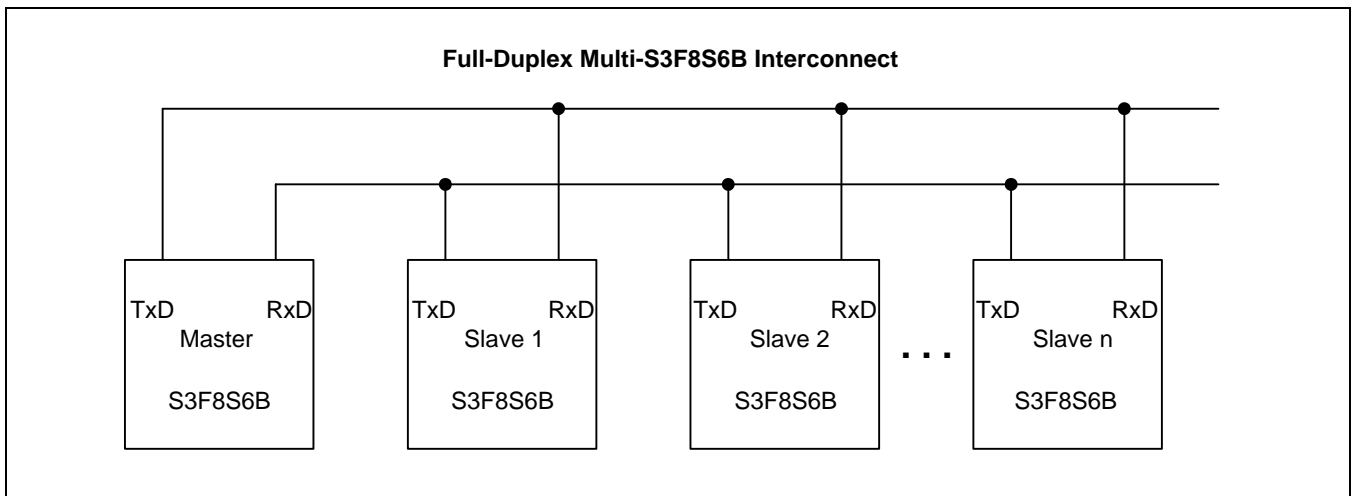 Full-Duplex Multi-S3F8S6B Interconnect
TxD RxD
Master
S3F8S6B
TxD RxD
Slave 1
S3F8S6B
TxD RxD
Slave 2
S3F8S6B
. . .
TxD RxD
Slave n
S3F8S6B